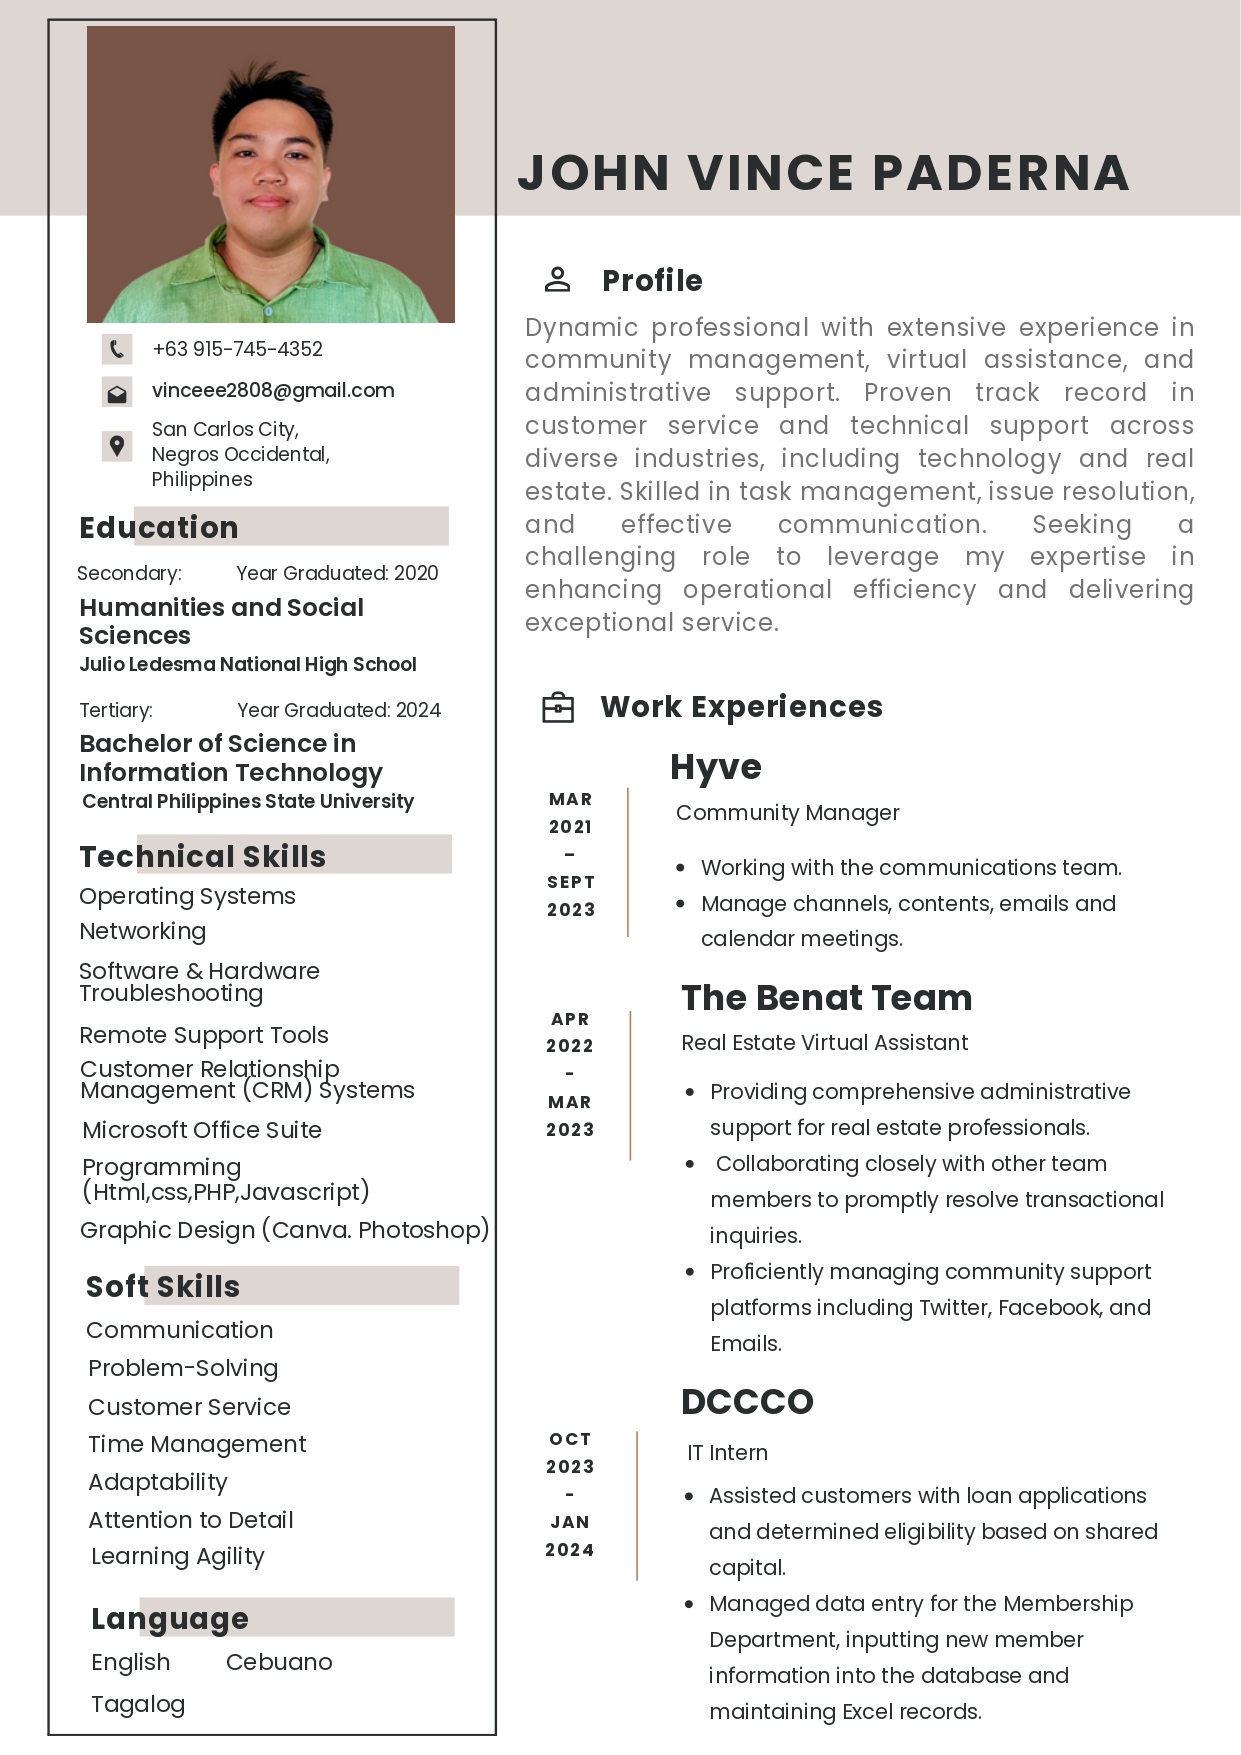 JOHN VINCE PADERNA
+63 915-745-4352
vinceee2808@gmail.com
San Carlos City,
Negros Occidental,
Philippines
Education
Secondary: Year Graduated: 2020
Humanities and Social
Sciences
Julio Ledesma National High School
Tertiary: Year Graduated: 2024
Bachelor of Science in
Information Technology
Central Philippines State University
Technical Skills
Operating Systems
Networking
Software & Hardware
Troubleshooting
Remote Support Tools
Customer Relationship
Management (CRM) Systems
Microsoft Office Suite
Programming
(Html,css,PHP,Javascript)
Graphic Design (Canva. Photoshop)
Soft Skills
Communication
Problem-Solving
Customer Service
Time Management
Adaptability
Attention to Detail
Learning Agility
Language
English Cebuano
Tagalog
Profile
Dynamic professional with extensive experience in
community management, virtual assistance, and
administrative support. Proven track record in
customer service and technical support across
diverse industries, including technology and real
estate. Skilled in task management, issue resolution,
and effective communication. Seeking a
challenging role to leverage my expertise in
enhancing operational efficiency and delivering
exceptional service.
Work Experiences
MAR
2021
–
SEPT
2023
Hyve
Community Manager
• Working with the communications team.
• Manage channels, contents, emails and
calendar meetings.
APR
2022
-
MAR
2023
The Benat Team
Real Estate Virtual Assistant
• Providing comprehensive administrative
support for real estate professionals.
• Collaborating closely with other team
members to promptly resolve transactional
inquiries.
• Proficiently managing community support
platforms including Twitter, Facebook, and
Emails.
OCT
2023
-
JAN
2024
DCCCO
IT Intern
• Assisted customers with loan applications
and determined eligibility based on shared
capital.
• Managed data entry for the Membership
Department, inputting new member
information into the database and
maintaining Excel records.